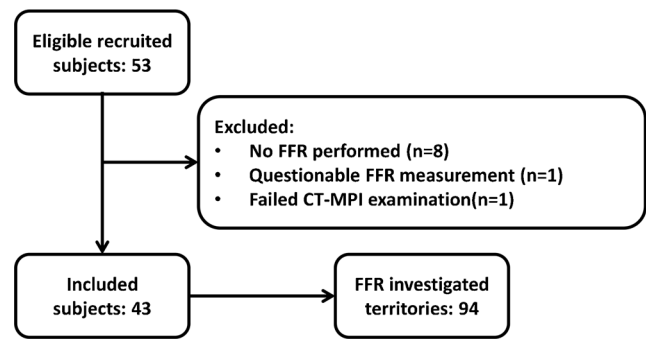 Eligible recruited
subjects: 53
Excluded:
• No FFR performed (n=8)
• Questionable FFR measurement (n=1)
• Failed CT-MPI examination(n=1)
Included
subjects: 43
FFR investigated
territories: 94